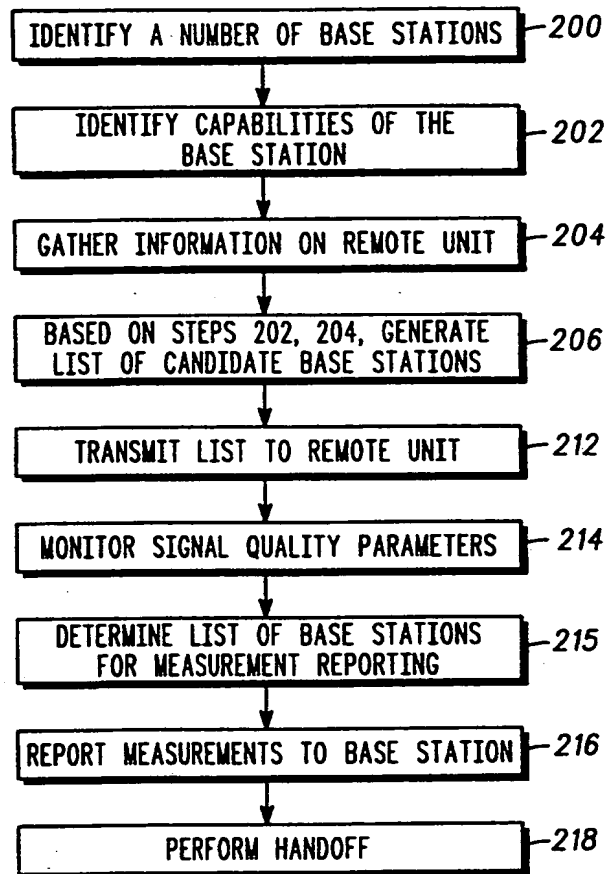 IDENTIFY A NUMBER OF BASE STATIONS 200
IDENTIFY CAPABILITIES OF THE 202
BASE STATION
GATHER INFORMATION ON REMOTE UNIT 204
BASED ON STEPS 202, 204, GENERATE 206
LIST OF CANDIDATE BASE STATIONS
TRANSMIT LIST TO REMOTE UNIT 212
MONITOR SIGNAL QUALITY PARAMETERS 214
DETERMINE LIST OF BASE STATIONS 215
FOR MEASUREMENT REPORTING
REPORT MEASUREMENTS TO BASE STATION 216
PERFORM HANDOFF 218